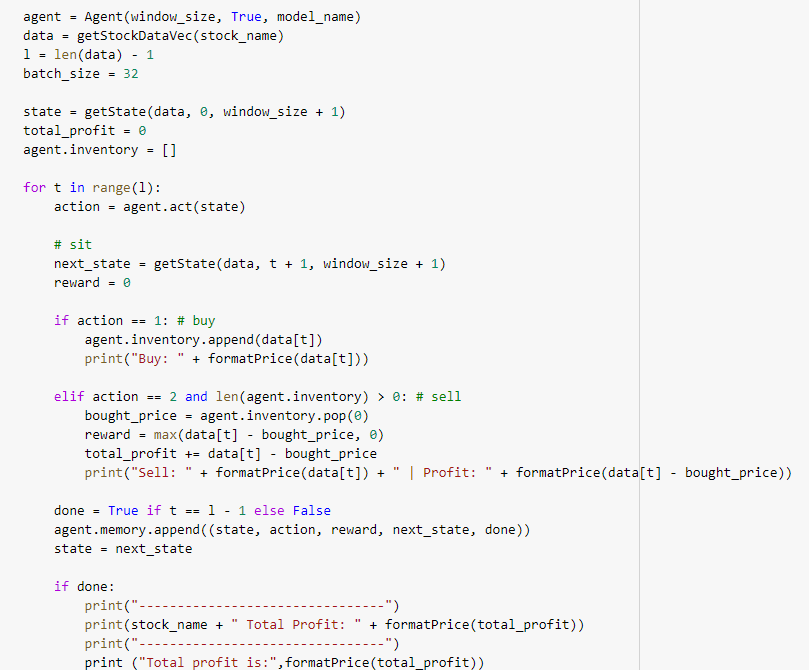 agent = Agent(window_size, True, model_name)
data = getStockDataVec(stock_name)
l = len(data) - 1
batch_size = 32
state = getState(data, 0, window_size + 1)
total_profit = 0
agent.inventory = []
for t in range(l):
    action = agent.act(state)
    # sit
    next_state = getState(data, t + 1, window_size + 1)
    reward = 0
    if action == 1: # buy
        agent.inventory.append(data[t])
        print("Buy: " + formatPrice(data[t]))
    elif action == 2 and len(agent.inventory) > 0: # sell
        bought_price = agent.inventory.pop(0)
        reward = max(data[t] - bought_price, 0)
        total_profit += data[t] - bought_price
        print("Sell: " + formatPrice(data[t]) + " | Profit: " + formatPrice(data[t] - bought_price))
    done = True if t == l - 1 else False
    agent.memory.append((state, action, reward, next_state, done))
    state = next_state
    if done:
        print("--------------------------------")
        print(stock_name + " Total Profit: " + formatPrice(total_profit))
        print("--------------------------------")
        print ("Total profit is:",formatPrice(total_profit))